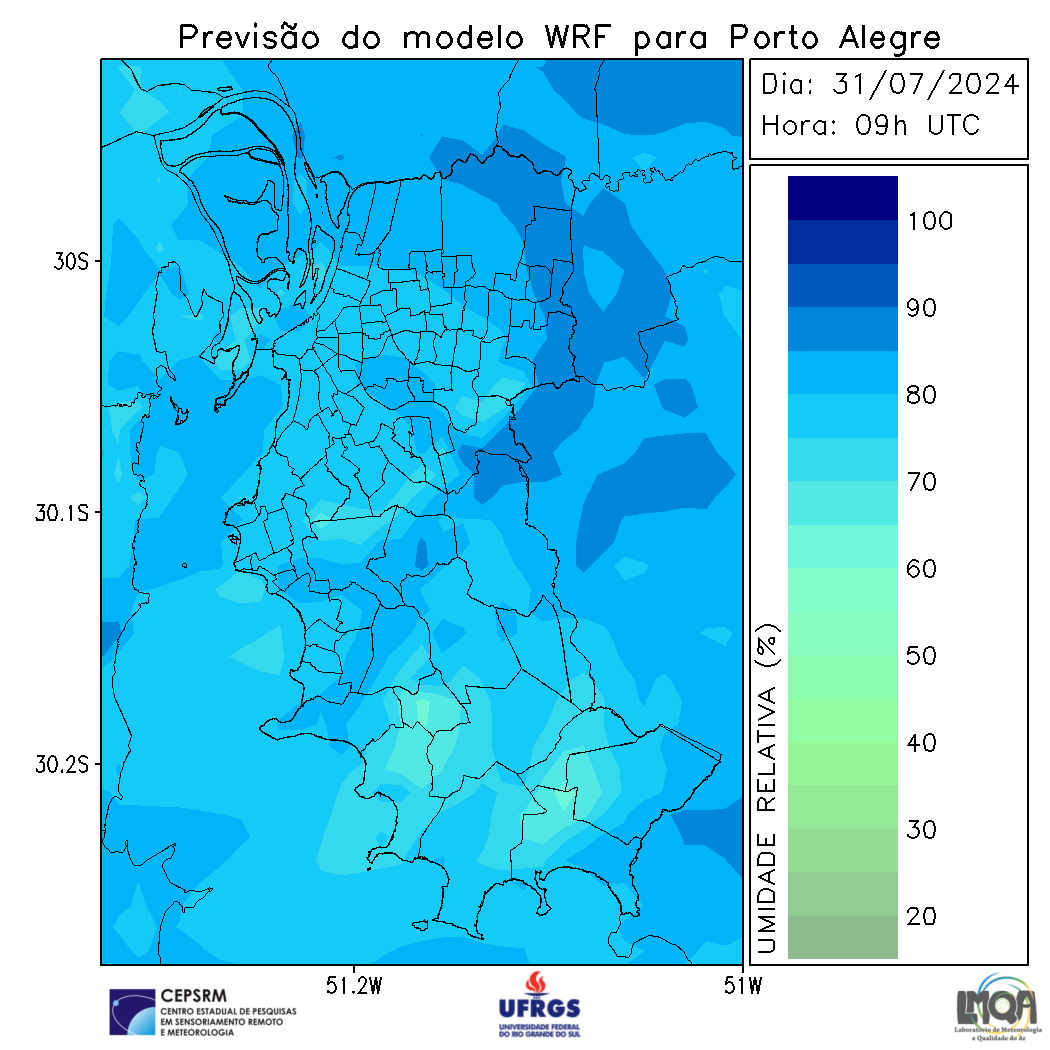 Previsão do modelo WRF para Porto Alegre
Dia: 31/07/2024
Hora: 09h UTC
30S
30.1S
30.2S
51.2W
51W
100
90
80
70
60
50
40
30
20
UMIDADE RELATIVA (%)
CEPSRM
CENTRO ESTADUAL DE PESQUISAS
EM SENSORIAMENTO REMOTO
E METEOROLOGIA
UFRGS
UNIVERSIDADE FEDERAL
DO RIO GRANDE DO SUL
LMQA
Laboratório de Meteorologia
e Qualidade do Ar